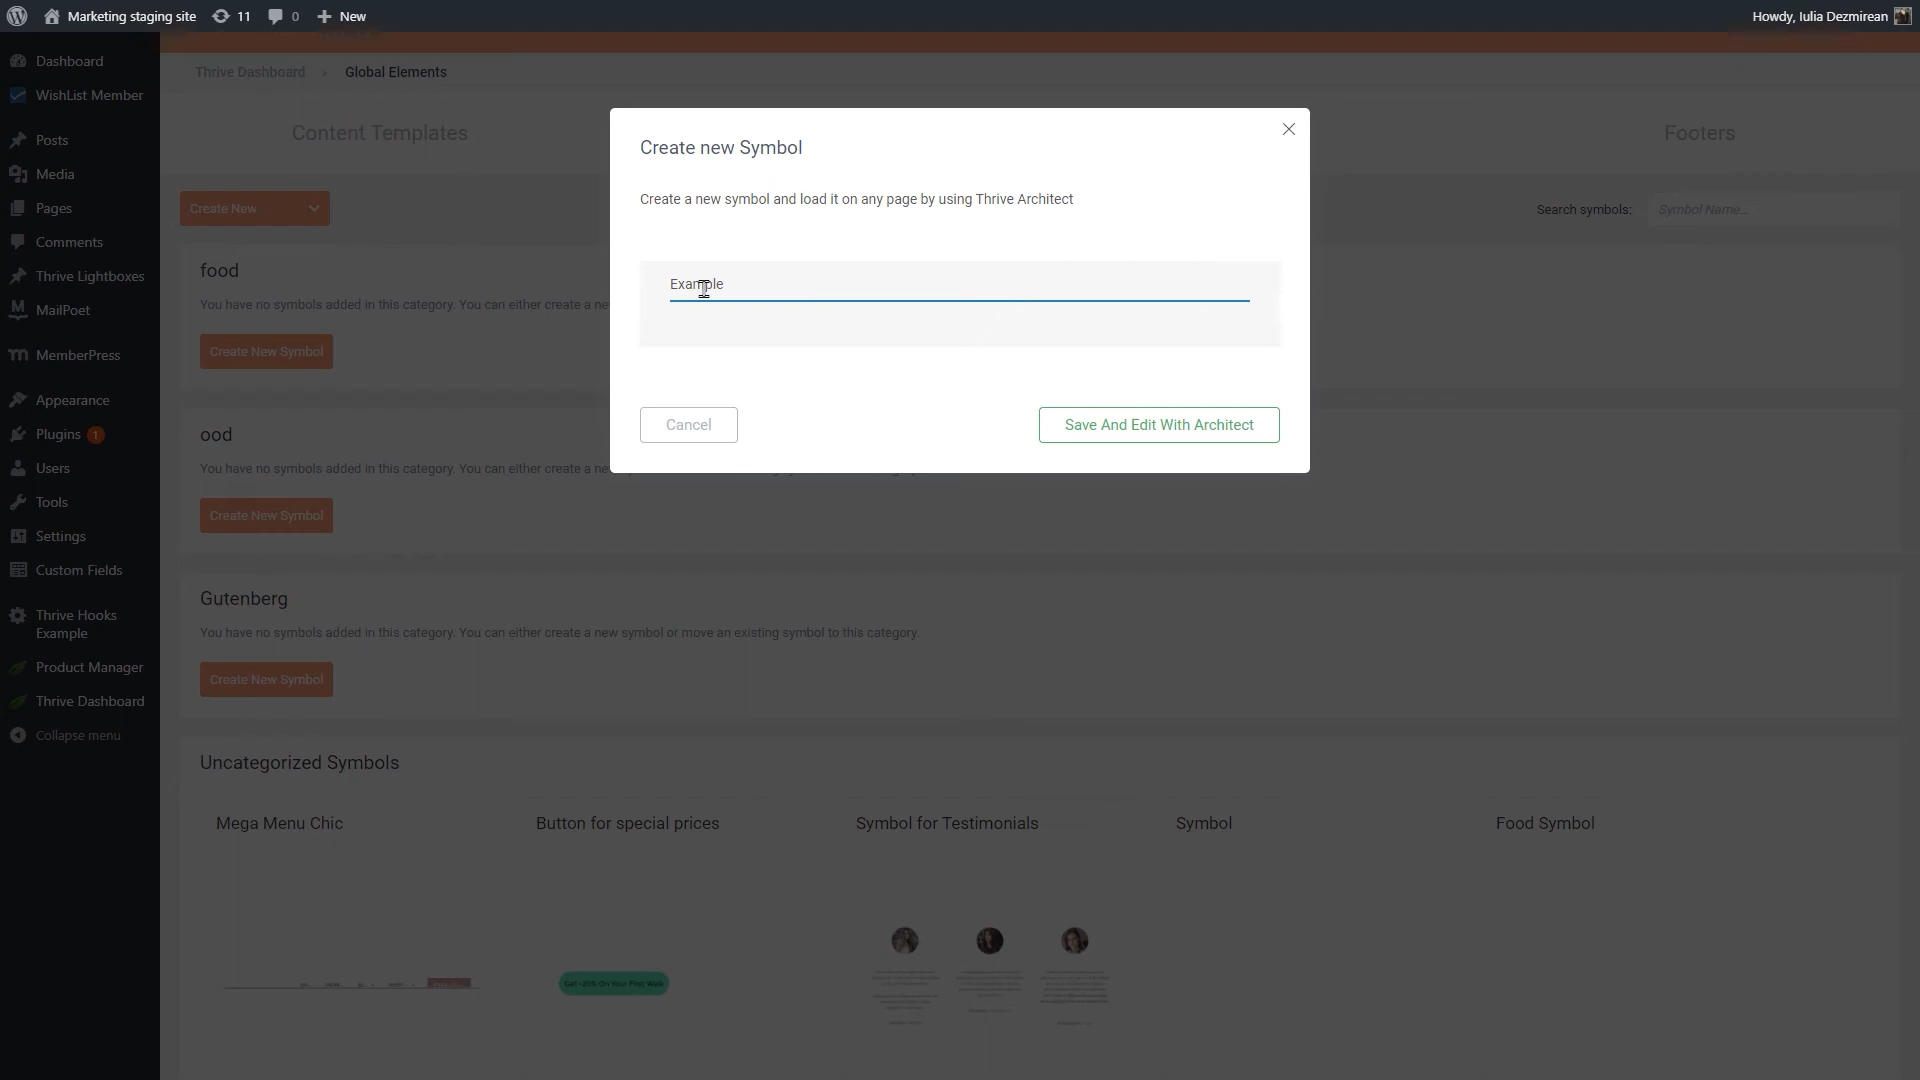 Marketing staging site
11
0
New
Howdy, Iulia Dezmirean
Dashboard
WishList Member
Posts
Media
Pages
Comments
Thrive Lightboxes
MailPoet
MemberPress
Appearance
Plugins 1
Users
Tools
Settings
Custom Fields
Thrive Hooks
Example
Product Manager
Thrive Dashboard
Collapse menu
Thrive Dashboard › Global Elements
Content Templates
Footers
Create New
Search symbols:
Symbol Name...
Create new Symbol
Create a new symbol and load it on any page by using Thrive Architect
Example
Cancel
Save And Edit With Architect
food
You have no symbols added in this category. You can either create a ne
Create New Symbol
ood
You have no symbols added in this category. You can either create a ne
Create New Symbol
Gutenberg
You have no symbols added in this category. You can either create a new symbol or move an existing symbol to this category.
Create New Symbol
Uncategorized Symbols
Mega Menu Chic
Button for special prices
Symbol for Testimonials
Symbol
Food Symbol
Get -20% On Your First Walk